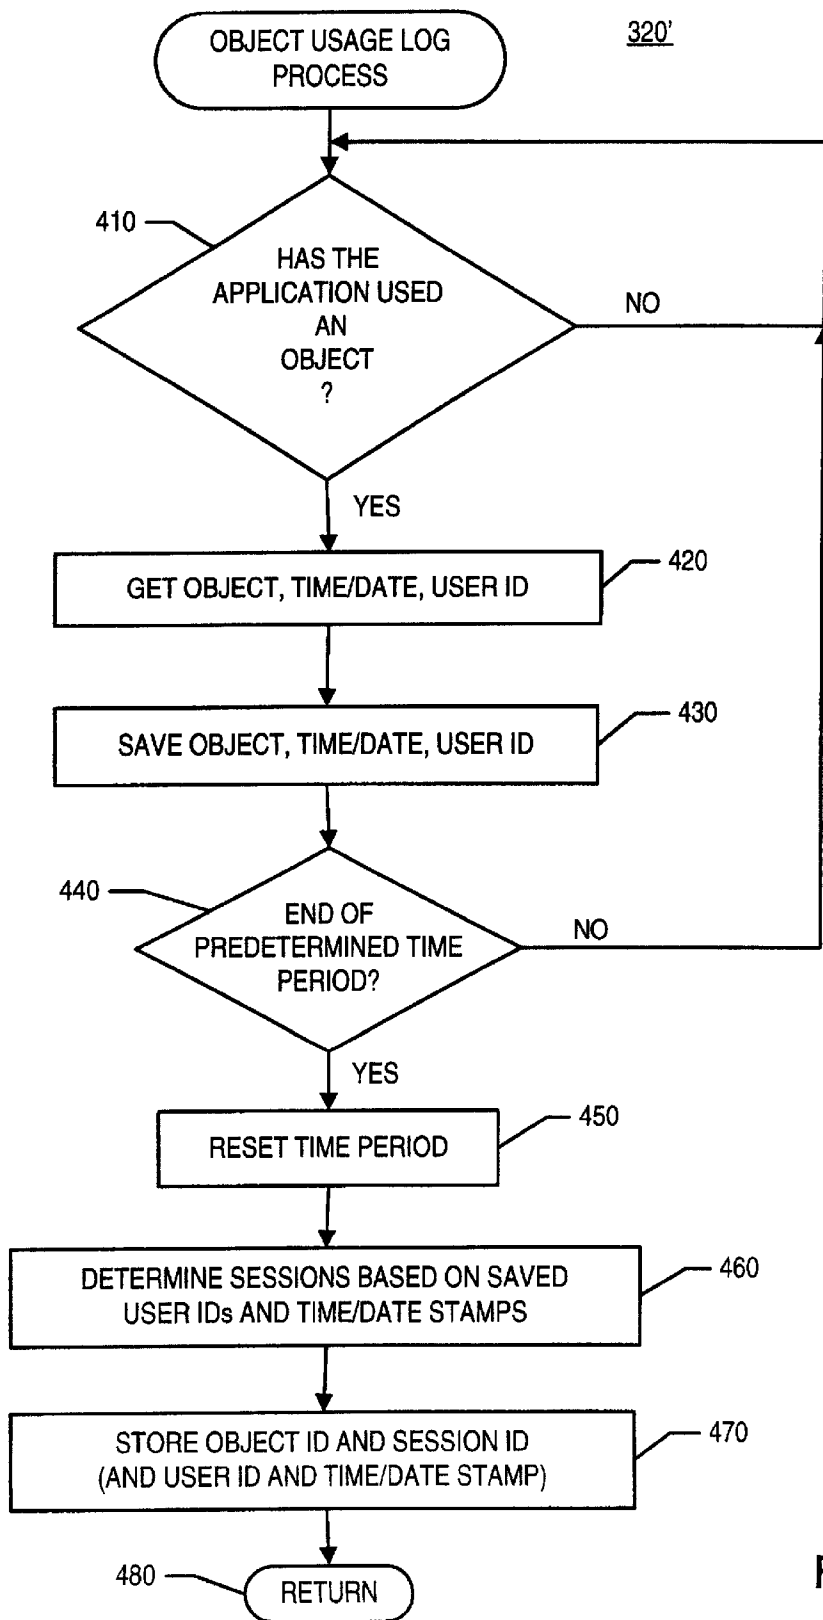 OBJECT USAGE LOG
PROCESS
320'
410
HAS THE
APPLICATION USED
AN
OBJECT
?
NO
YES
420
GET OBJECT, TIME/DATE, USER ID
430
SAVE OBJECT, TIME/DATE, USER ID
440
END OF
PREDETERMINED TIME
PERIOD?
NO
YES
450
RESET TIME PERIOD
460
DETERMINE SESSIONS BASED ON SAVED
USER IDs AND TIME/DATE STAMPS
470
STORE OBJECT ID AND SESSION ID
(AND USER ID AND TIME/DATE STAMP)
480
RETURN